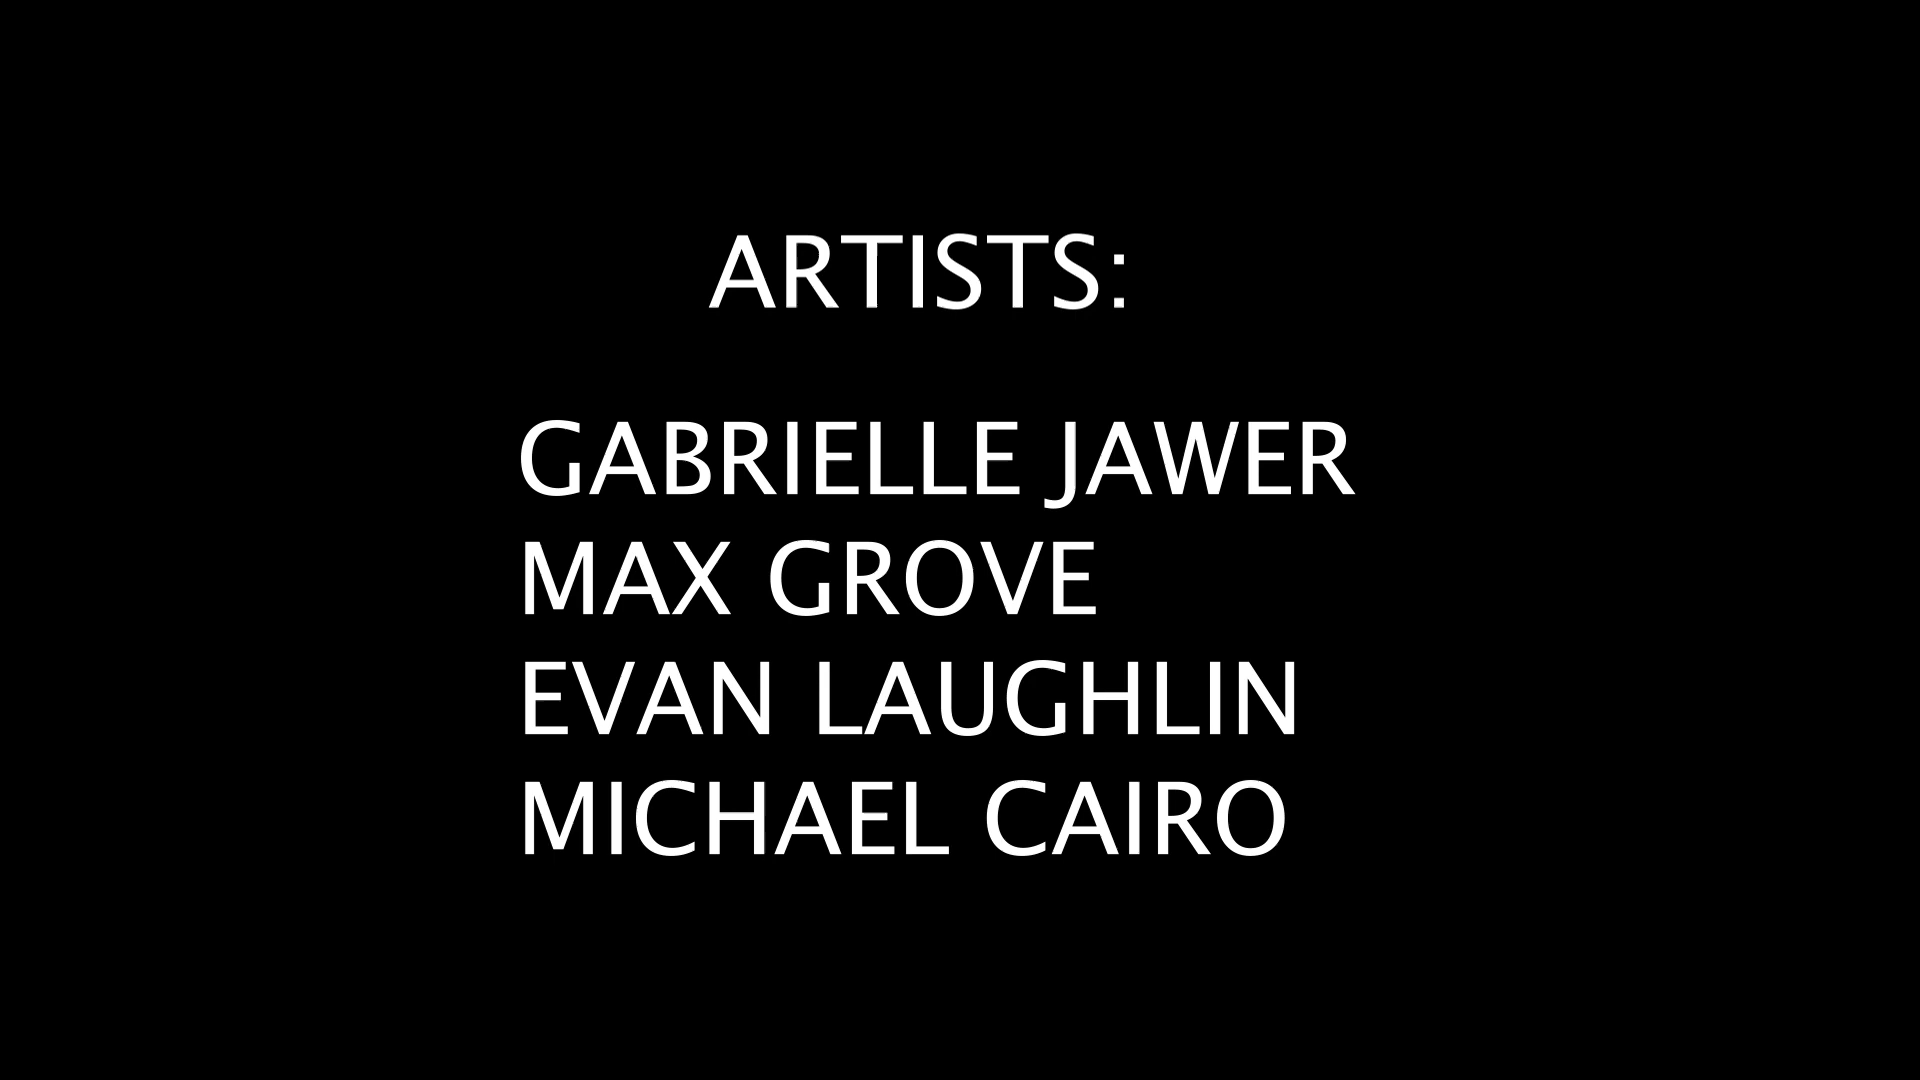 ARTISTS:
GABRIELLE JAWER
MAX GROVE
EVAN LAUGHLIN
MICHAEL CAIRO